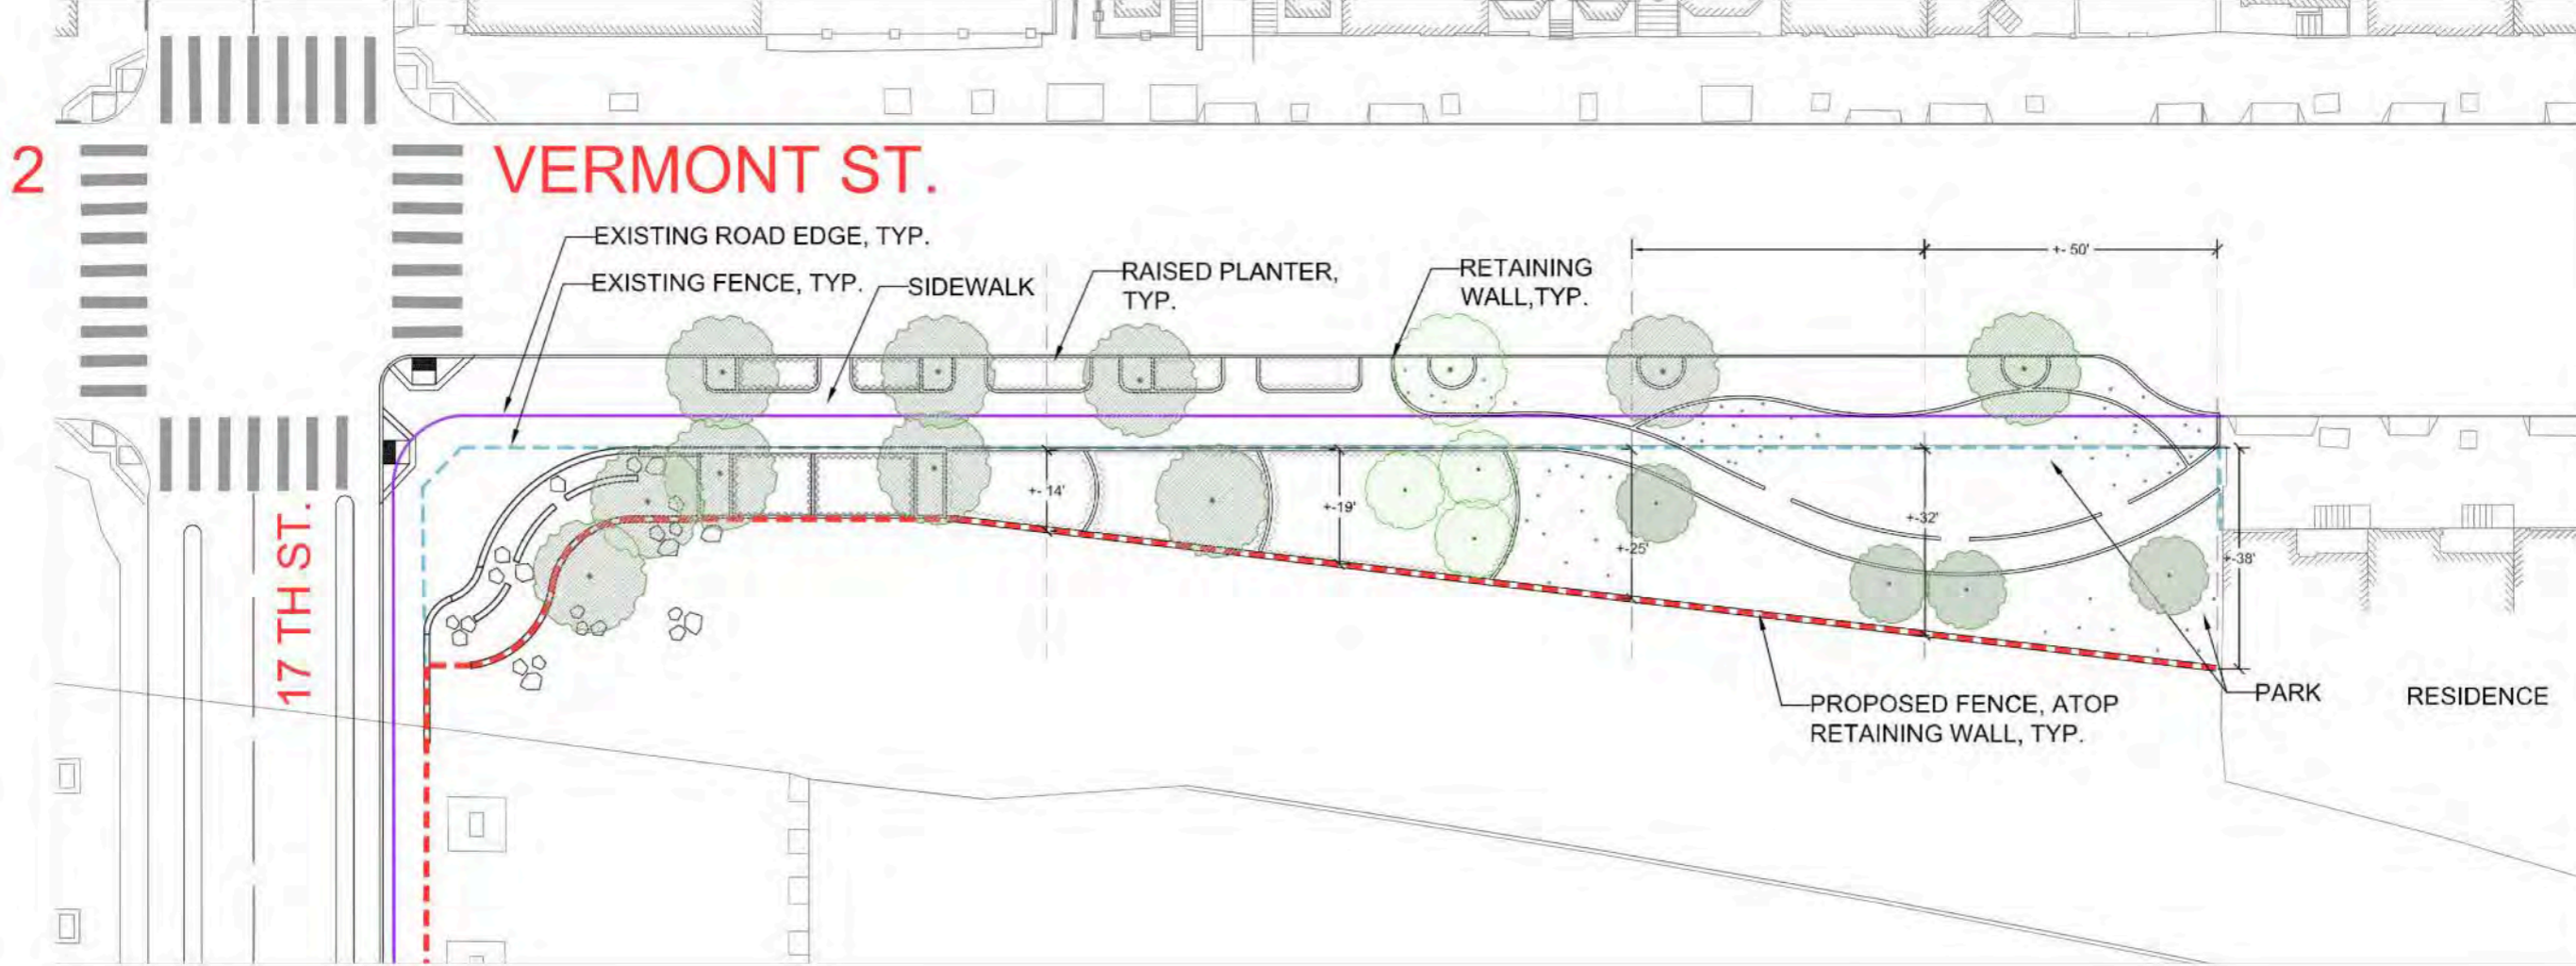 2
VERMONT ST.
EXISTING ROAD EDGE, TYP.
EXISTING FENCE, TYP.
SIDEWALK
RAISED PLANTER,
TYP.
RETAINING
WALL,TYP.
+- 50'
+- 14'
+-19'
+-25'
+-32'
+-38'
17 TH ST.
PROPOSED FENCE, ATOP
RETAINING WALL, TYP.
PARK
RESIDENCE